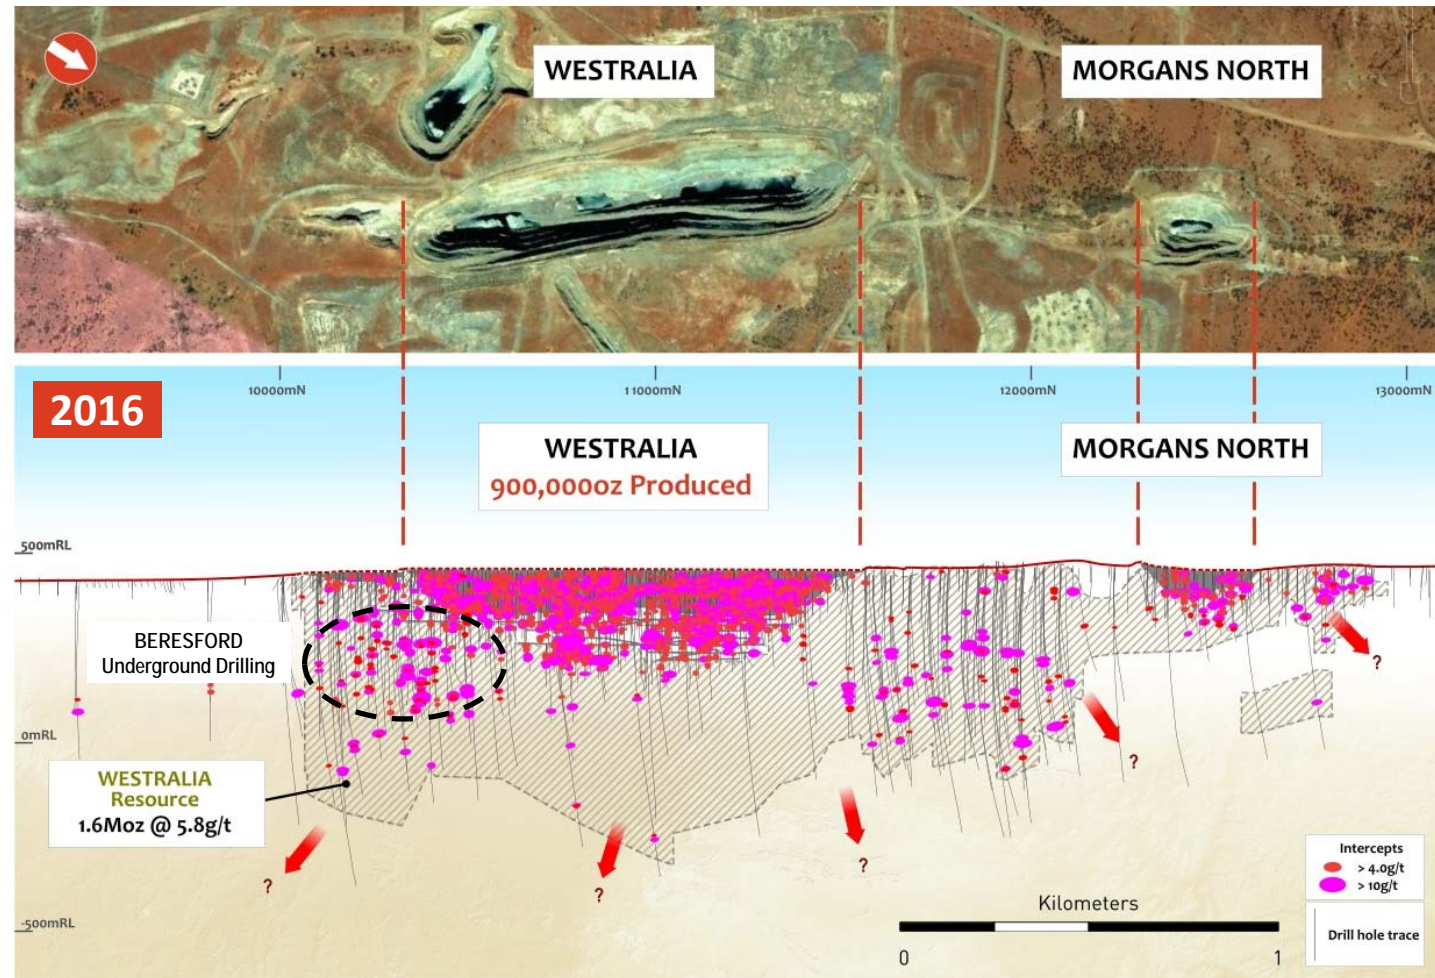 WESTRALIA
MORGANS NORTH
10000mN
11000mN
12000mN
13000mN
2016
WESTRALIA
900,000oz Produced
MORGANS NORTH
500mRL
BERESFORD
Underground Drilling
0mRL
WESTRALIA
Resource
1.6Moz @ 5.8g/t
?
?
?
?
?
-500mRL
Kilometers
0
1
Intercepts
> 4.0g/t
> 10g/t
Drill hole trace